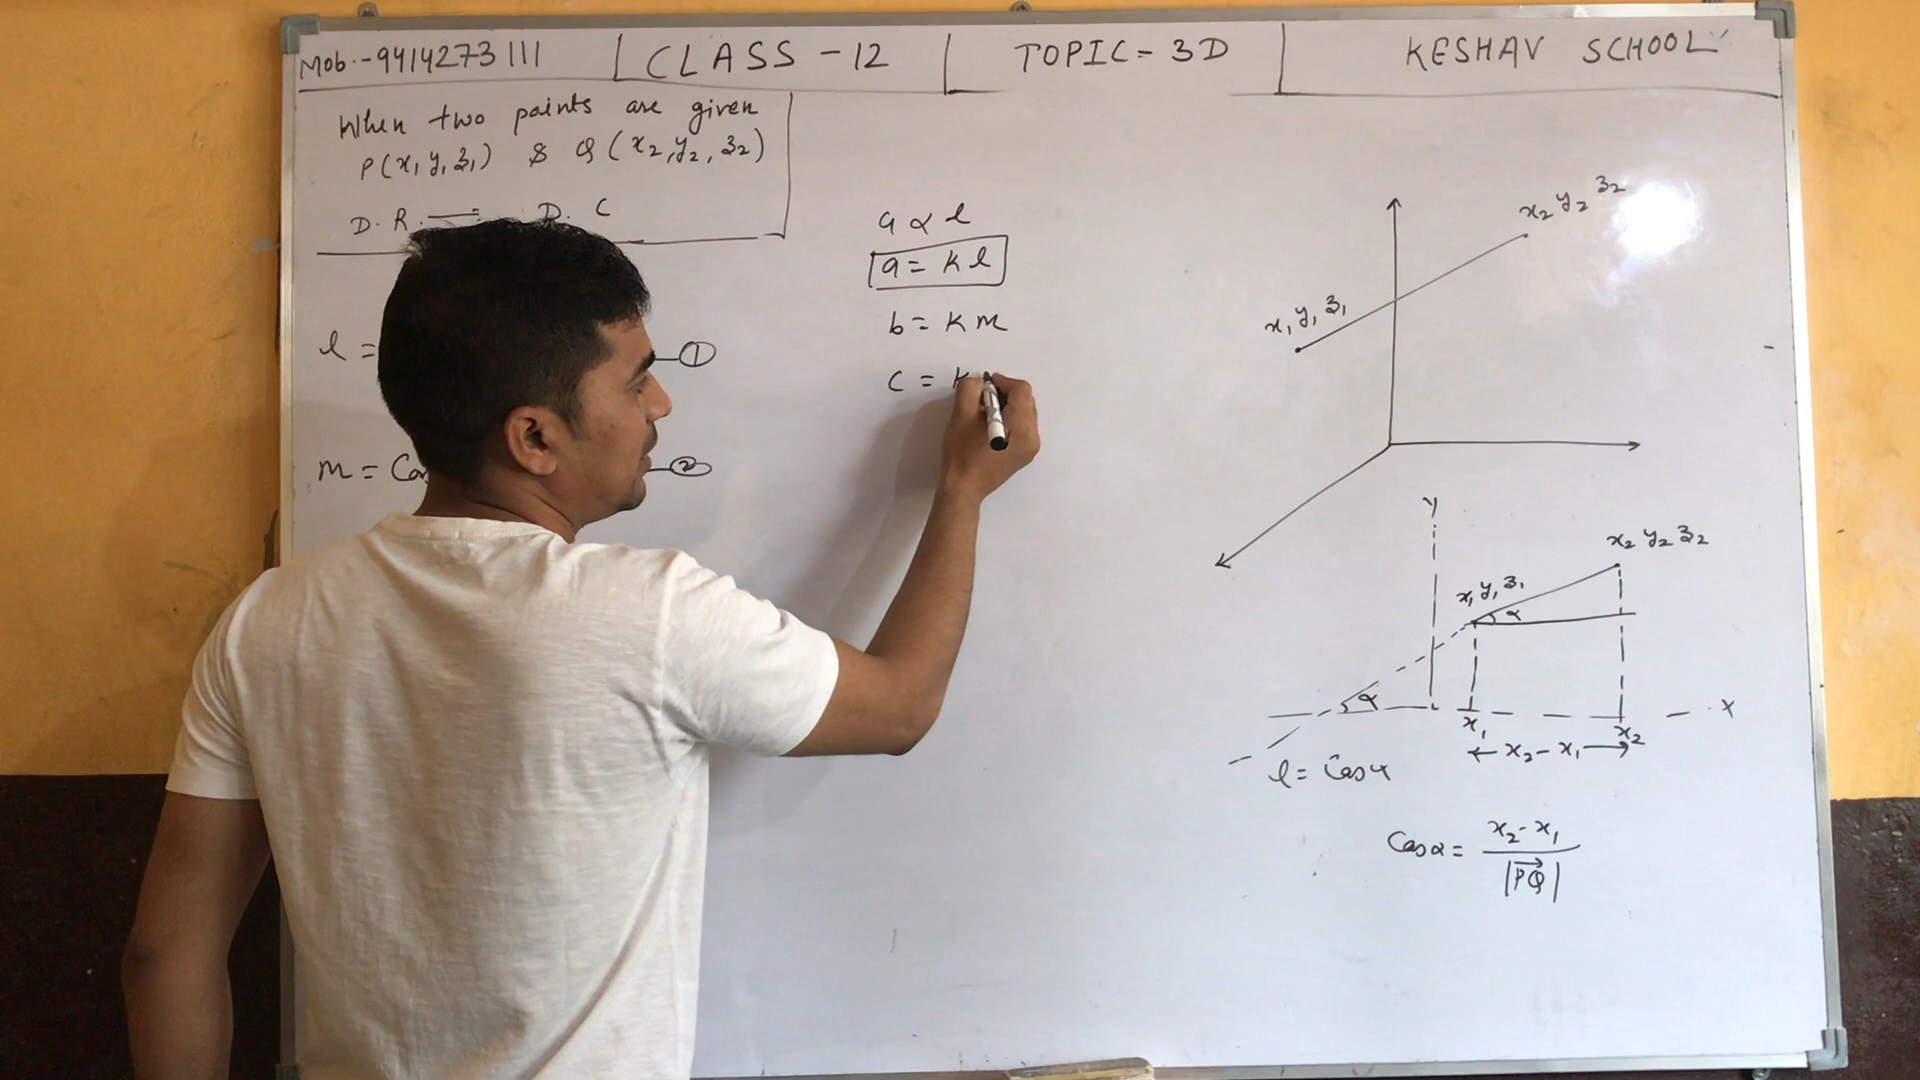 Mob.-9414273111
CLASS-12
TOPIC=3D
KESHAV SCHOOL
When two points are given
P(x₁ y₁ z₁) & Q(x₂, y₂, z₂)
D.R. D. C
l =
①
m = Cos
②
a ∝ l
a = k l
b = k m
c = k
x₁ y₁ z₁
x₂ y₂ z₂
y
x₂ y₂ z₂
x₁ y₁ z₁
α
α
x₁
x₂
X
x₂ - x₁
l = Cosα
Cosα = x₂ - x₁
|PQ|